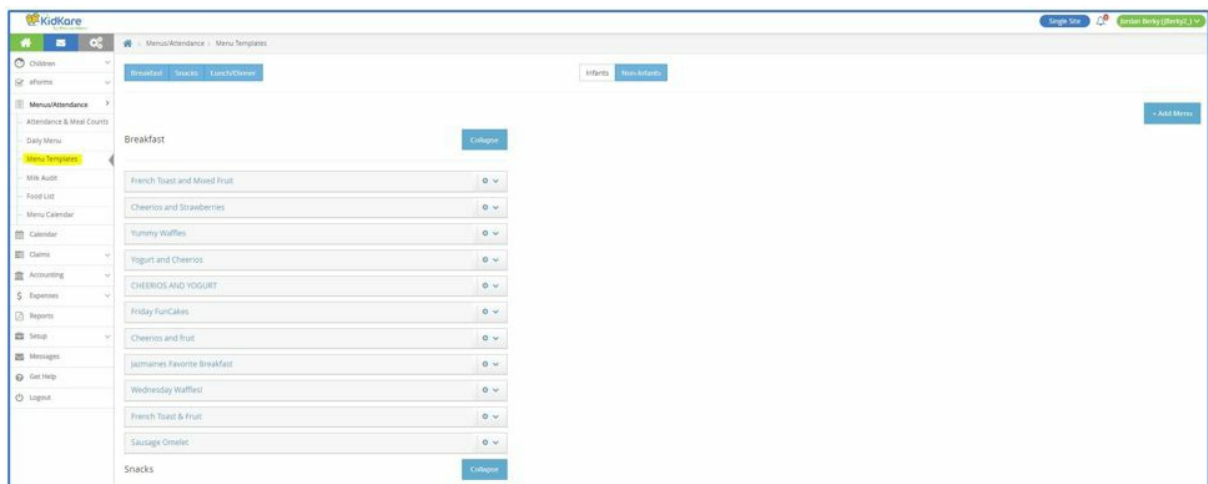 KidKare
Single Site
Jordan Berky (JBerky2_)
Menus/Attendance
Menu Templates
Children
eForms
Menus/Attendance
Attendance & Meal Counts
Daily Menu
Menu Templates
Milk Audit
Food List
Menu Calendar
Calendar
Claims
Accounting
Expenses
Reports
Setup
Messages
Get Help
Logout
Breakfast Snacks Lunch/Dinner
Infants Non-Infants
+ Add Menu
Breakfast Collapse
French Toast and Mixed Fruit
Cheerios and Strawberries
Yummy Waffles
Yogurt and Cheerios
CHEERIOS AND YOGURT
Friday FunCakes
Cheerios and fruit
Jazmaines Favorite Breakfast
Wednesday Waffles!
French Toast & Fruit
Sausage Omelet
Snacks Collapse